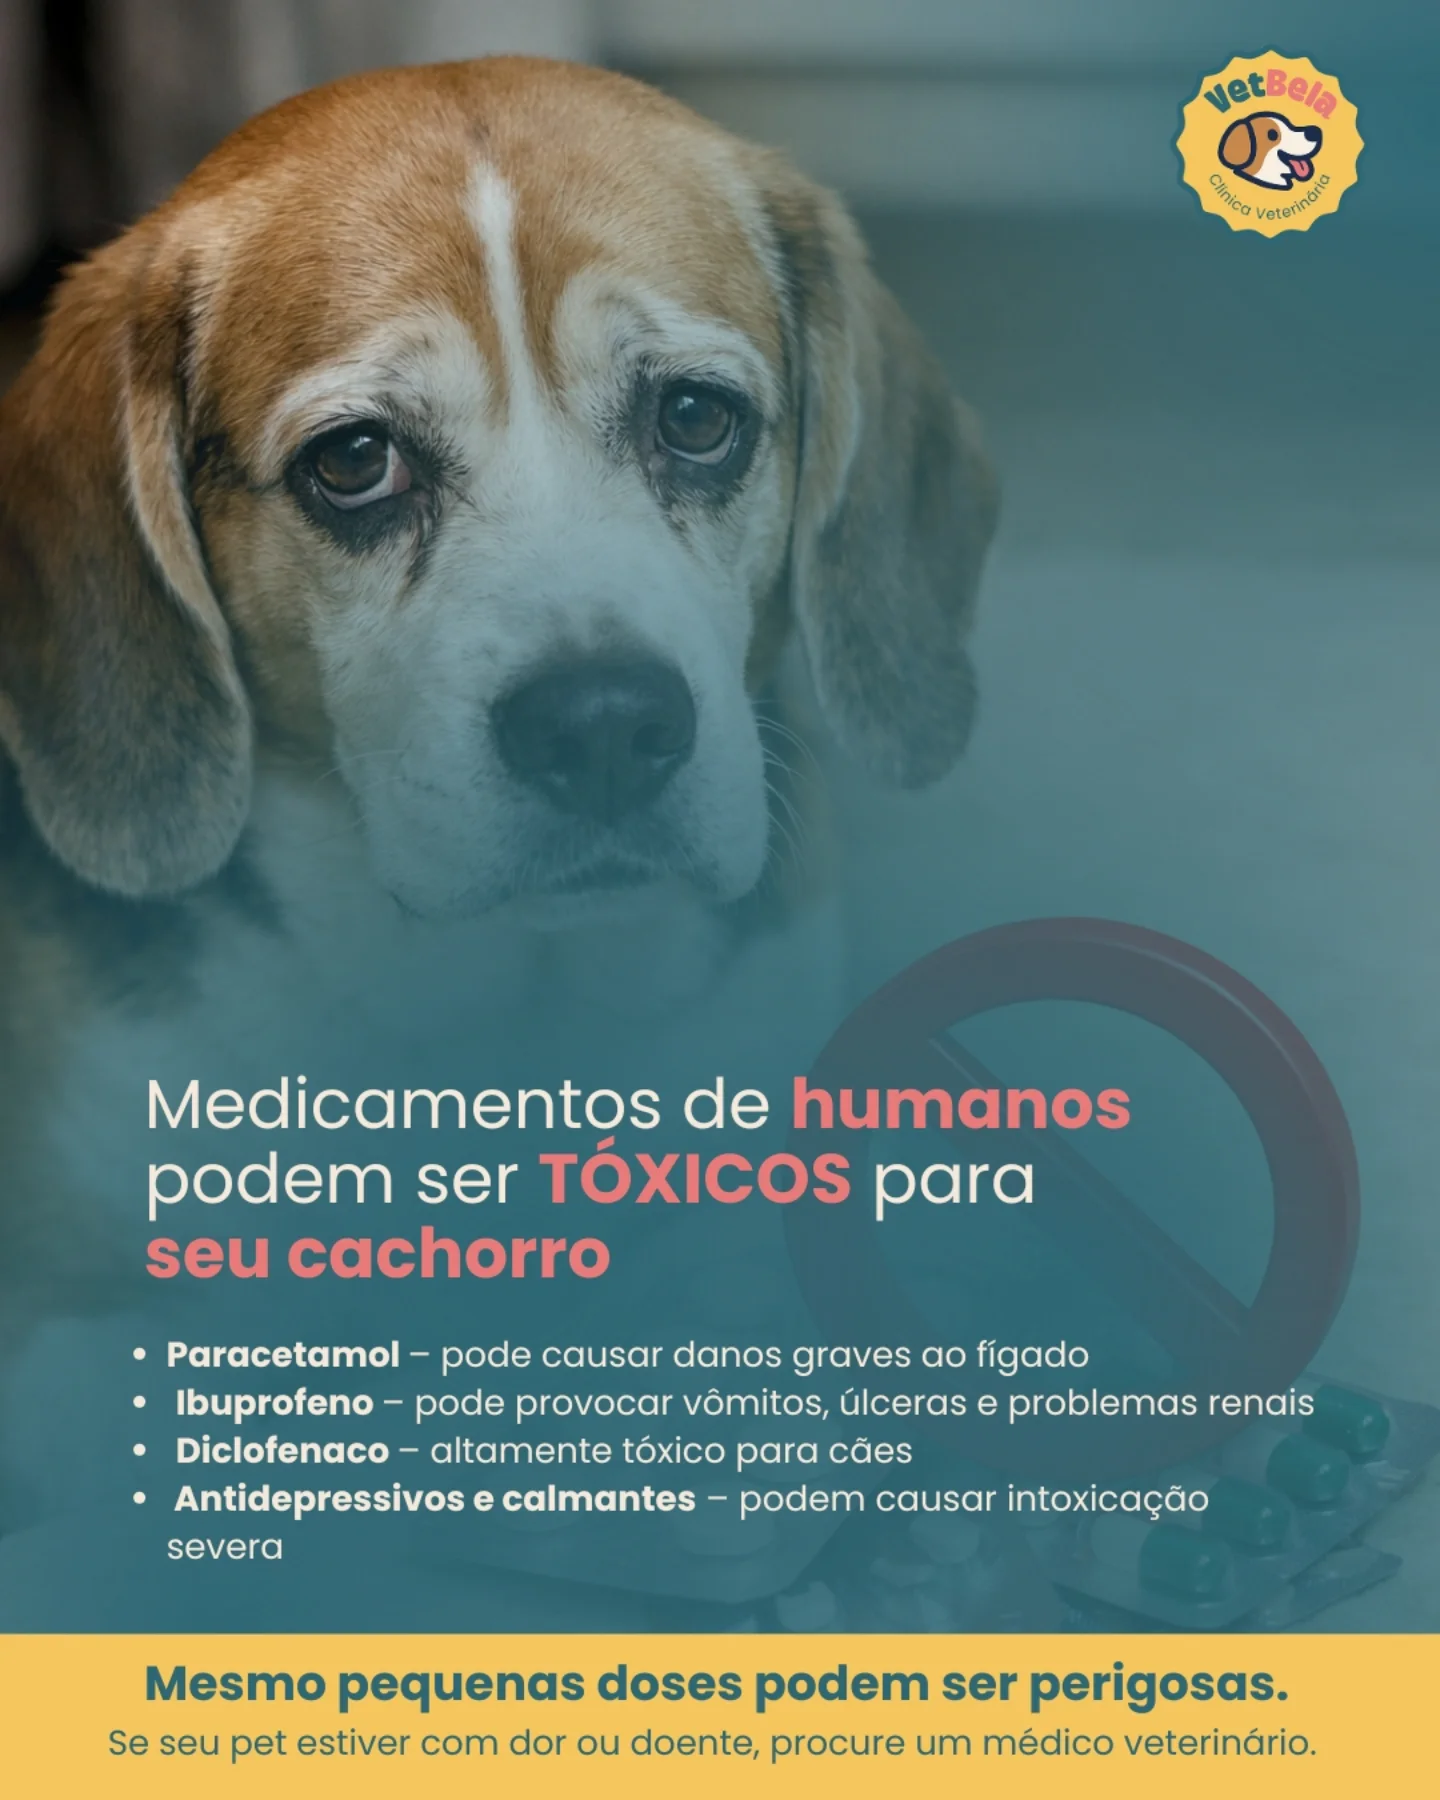 VetBela
Clínica Veterinária
Medicamentos de humanos
podem ser TÓXICOS para
seu cachorro
• Paracetamol – pode causar danos graves ao fígado
• Ibuprofeno – pode provocar vômitos, úlceras e problemas renais
• Diclofenaco – altamente tóxico para cães
• Antidepressivos e calmantes – podem causar intoxicação
severa
Mesmo pequenas doses podem ser perigosas.
Se seu pet estiver com dor ou doente, procure um médico veterinário.